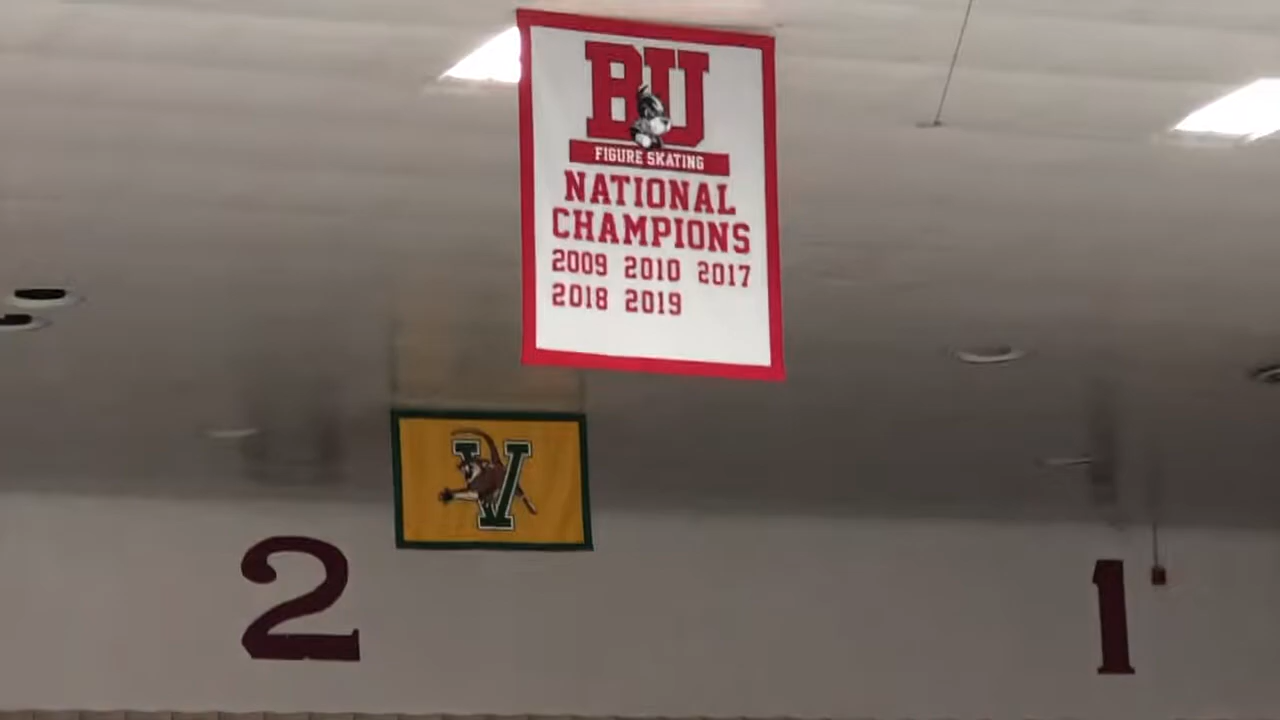 BU
FIGURE SKATING
NATIONAL
CHAMPIONS
2009 2010 2017
2018 2019
V
2
1